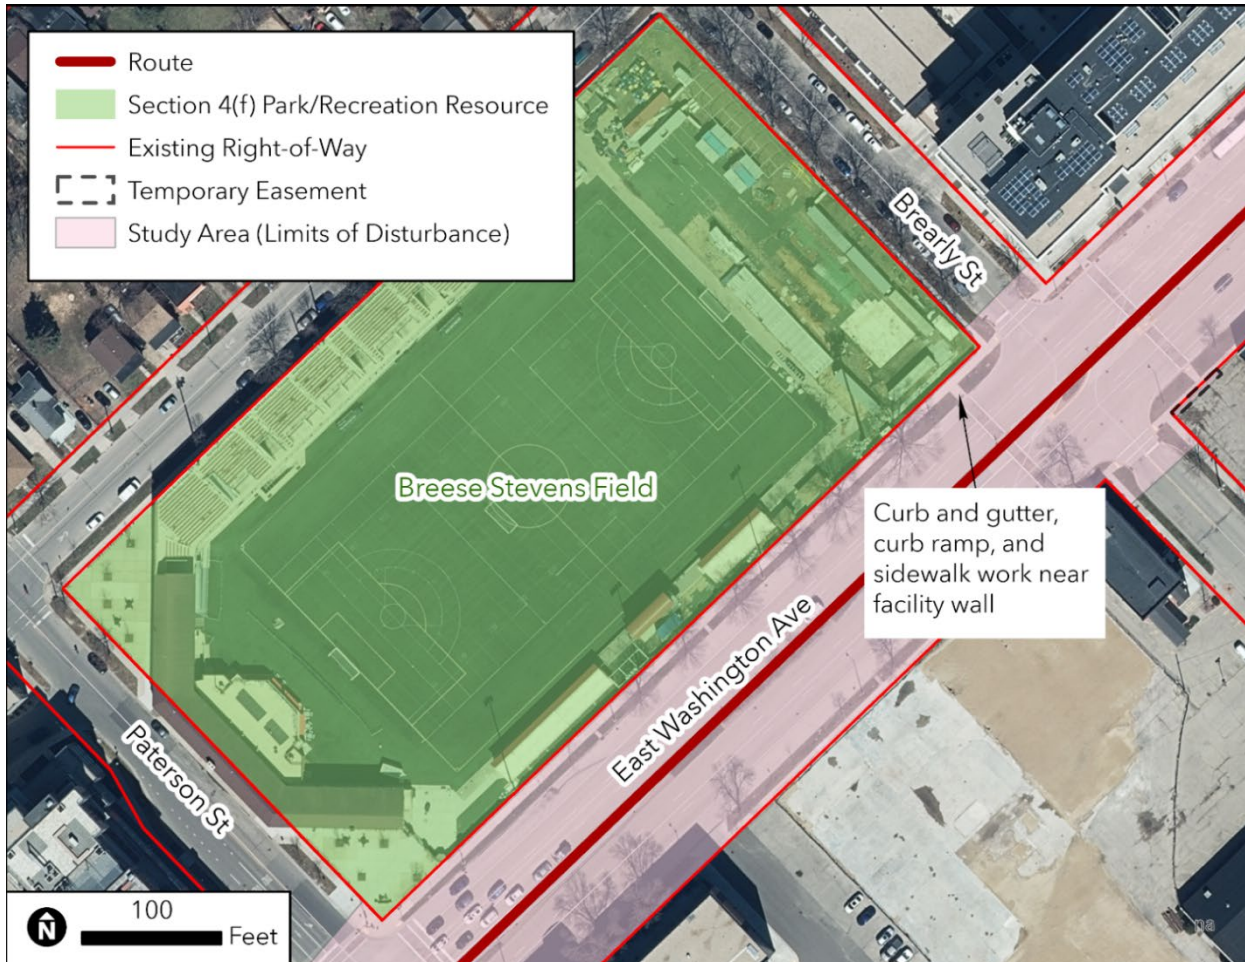 Route
Section 4(f) Park/Recreation Resource
Existing Right-of-Way
Temporary Easement
Study Area (Limits of Disturbance)
Brearly St
Breese Stevens Field
Curb and gutter,
curb ramp, and
sidewalk work near
facility wall
East Washington Ave
Paterson St
N
100
Feet